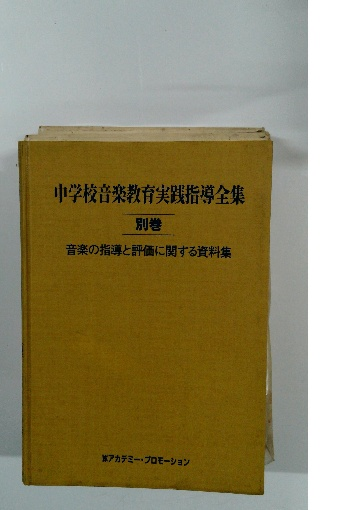 中学校音楽教育実践指導全集
別巻
音楽の指導と評価に関する資料集
㈱アカデミー・プロモーション